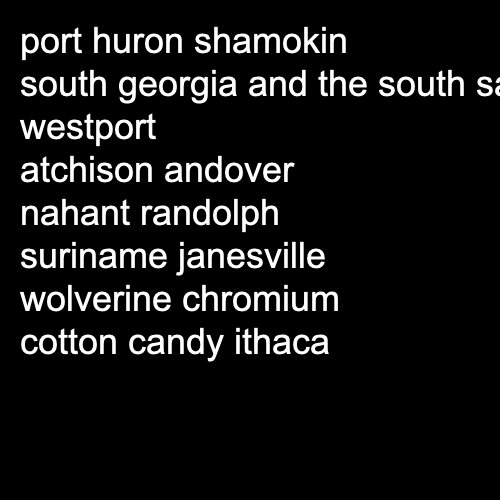 port huron shamokin
south georgia and the south
westport
atchison andover
nahant randolph
suriname janesville
wolverine chromium
cotton candy ithaca